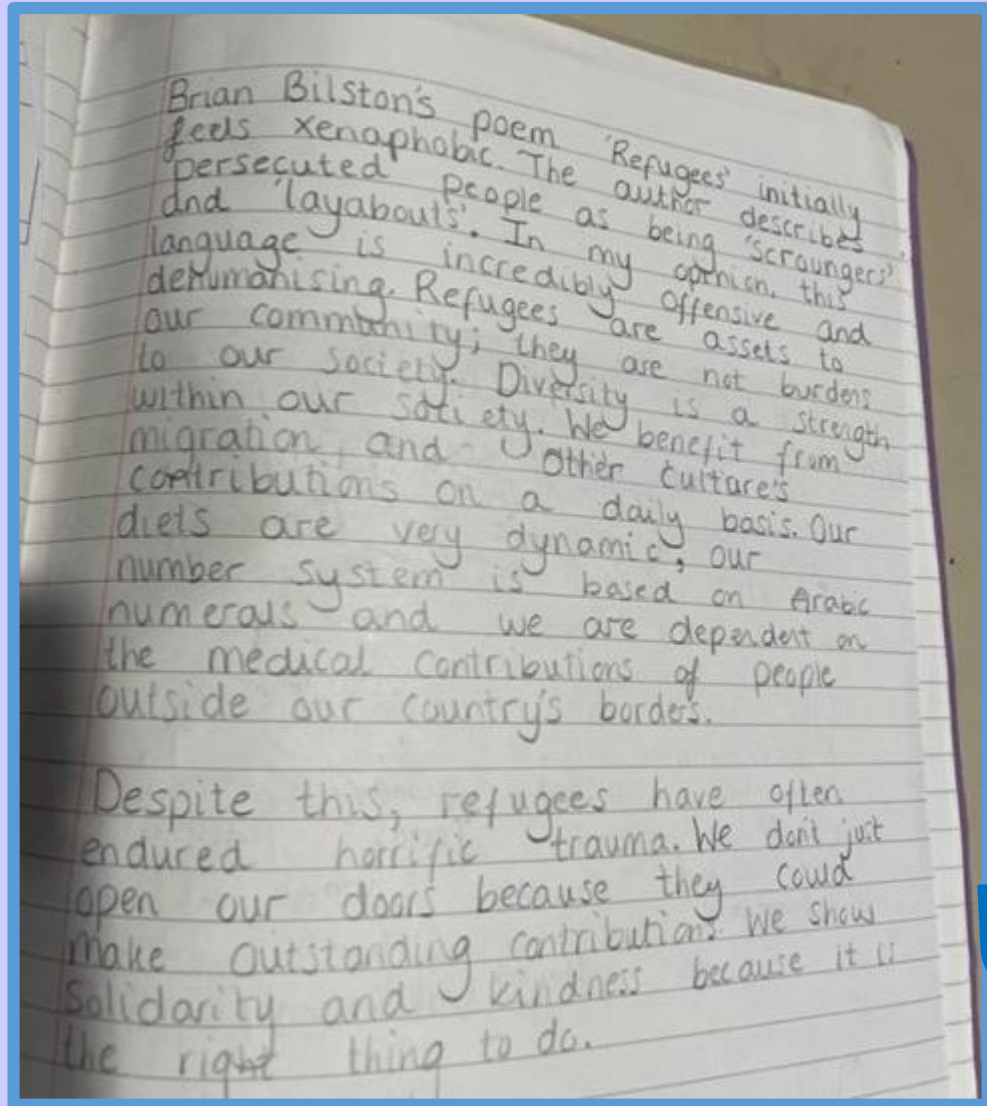 Brian Bilston's poem 'Refugees' initially
feels xenaphobic. The author describes
persecuted people as being 'scroungers'
and 'layabouts'. In my opinion, this
language is incredibly offensive and
dehumanising. Refugees are assets to
our community; they are not burdens
to our society. Diversity is a strength
within our society. We benefit from
migration, and other culture's
contributions on a daily basis. Our
diets are very dynamic, our
number system is based on Arabic
numerals and we are dependent on
the medical contributions of people
outside our country's borders.
Despite this, refugees have often
endured horrific trauma. We don't just
open our doors because they could
make outstanding contributions. We show
solidarity and kindness because it is
the right thing to do.